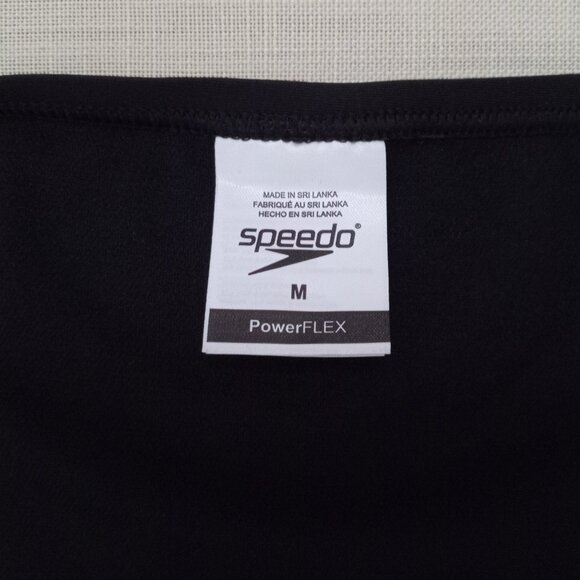 MADE IN SRI LANKA
FABRIQUÉ AU SRI LANKA
HECHO EN SRI LANKA
speedo®
M
PowerFLEX